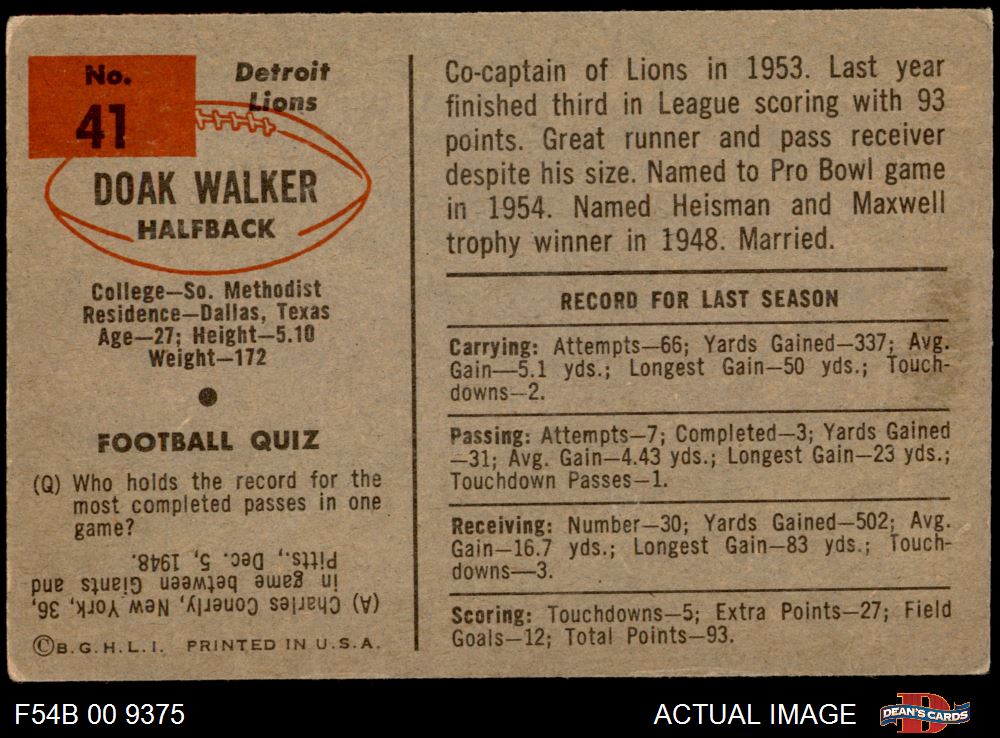 No.
41
Detroit
Lions
DOAK WALKER
HALFBACK
College—So. Methodist
Residence—Dallas, Texas
Age—27; Height—5.10
Weight—172
FOOTBALL QUIZ
(Q) Who holds the record for the
most completed passes in one
game?
(A) Charles Conerly, New York, 36,
in game between Giants and
Pitts., Dec. 5, 1948.
©B.G.H.L.I. PRINTED IN U.S.A.
Co-captain of Lions in 1953. Last year
finished third in League scoring with 93
points. Great runner and pass receiver
despite his size. Named to Pro Bowl game
in 1954. Named Heisman and Maxwell
trophy winner in 1948. Married.
RECORD FOR LAST SEASON
Carrying: Attempts—66; Yards Gained—337; Avg.
Gain—5.1 yds.; Longest Gain—50 yds.; Touch-
downs—2.
Passing: Attempts—7; Completed—3; Yards Gained
—31; Avg. Gain—4.43 yds.; Longest Gain—23 yds.;
Touchdown Passes—1.
Receiving: Number—30; Yards Gained—502; Avg.
Gain—16.7 yds.; Longest Gain—83 yds.; Touch-
downs—3.
Scoring: Touchdowns—5; Extra Points—27; Field
Goals—12; Total Points—93.
F54B 00 9375
ACTUAL IMAGE
D
DEAN'S CARDS